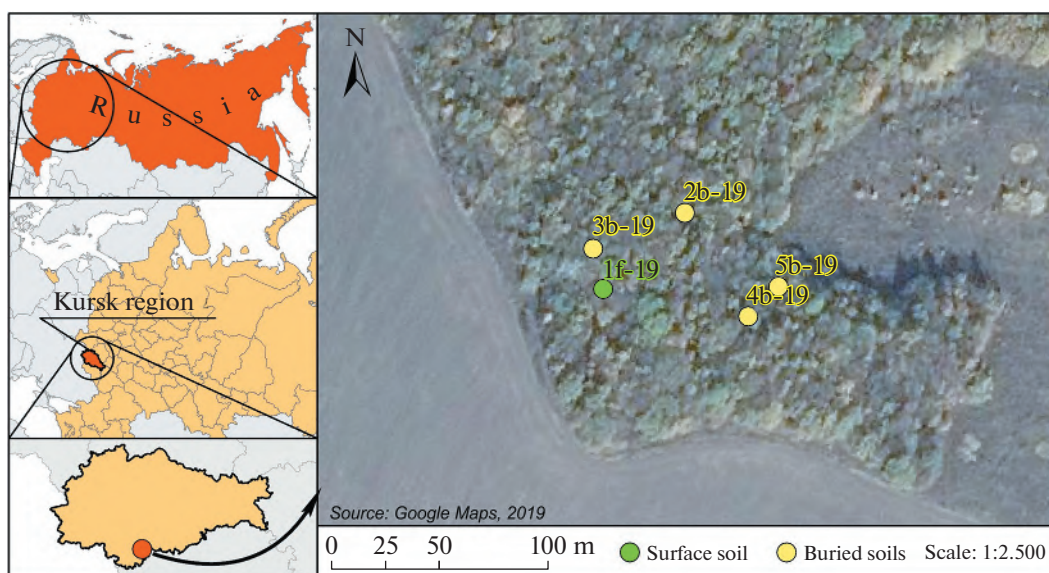 Russia
Kursk region
N
2b-19
3b-19
1f-19
5b-19
4b-19
Source: Google Maps, 2019
0 25 50 100 m
Surface soil
Buried soils
Scale: 1:2.500